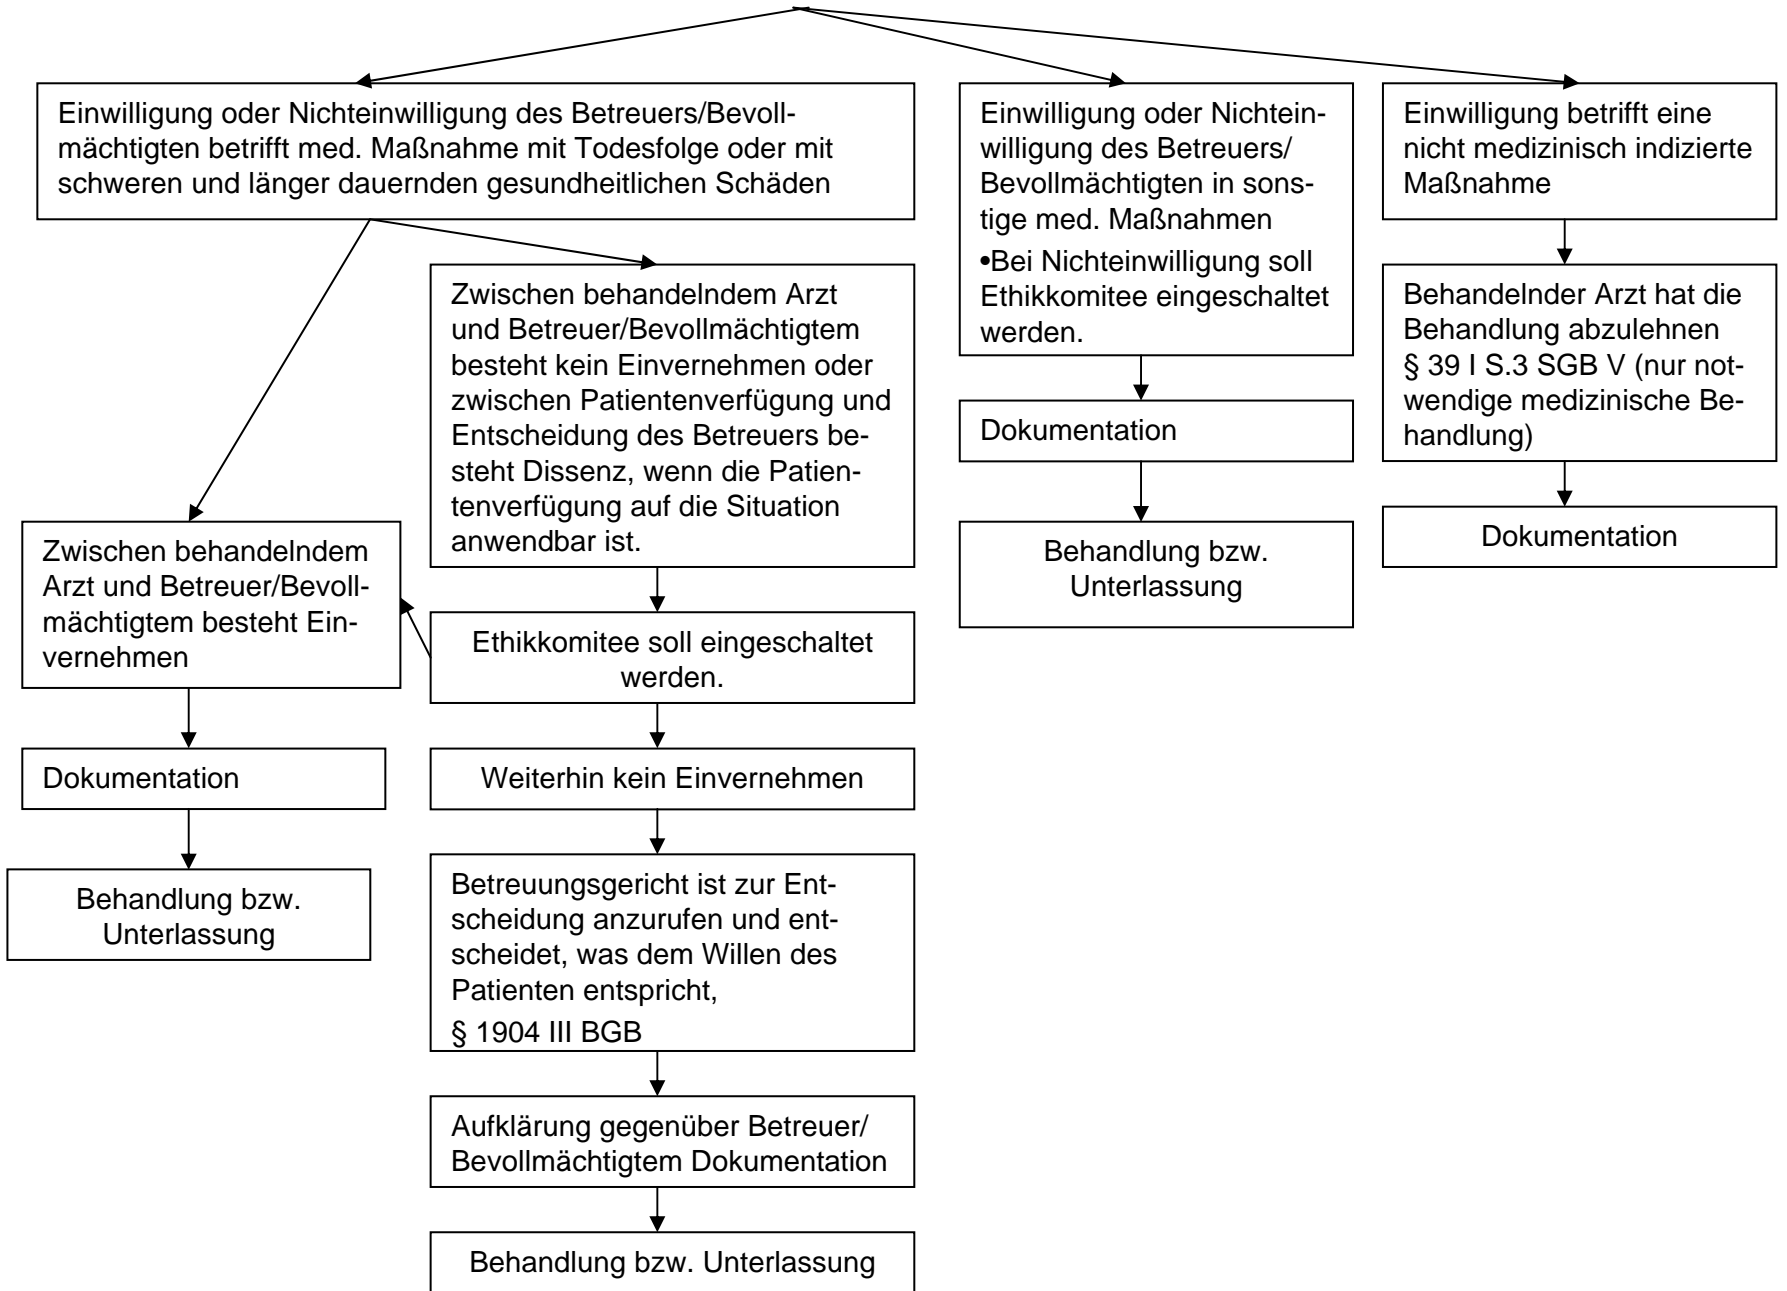 Einwilligung oder Nichteinwilligung des Betreuers/Bevoll-
mächtigten betrifft med. Maßnahme mit Todesfolge oder mit
schweren und länger dauernden gesundheitlichen Schäden
Einwilligung oder Nichtein-
willigung des Betreuers/
Bevollmächtigten in sons-
tige med. Maßnahmen
•Bei Nichteinwilligung soll
Ethikkomitee eingeschaltet
werden.
Einwilligung betrifft eine
nicht medizinisch indizierte
Maßnahme
Zwischen behandelndem Arzt
und Betreuer/Bevollmächtigtem
besteht kein Einvernehmen oder
zwischen Patientenverfügung und
Entscheidung des Betreuers be-
steht Dissenz, wenn die Patien-
tenverfügung auf die Situation
anwendbar ist.
Behandelnder Arzt hat die
Behandlung abzulehnen
§ 39 I S.3 SGB V (nur not-
wendige medizinische Be-
handlung)
Dokumentation
Dokumentation
Zwischen behandelndem
Arzt und Betreuer/Bevoll-
mächtigtem besteht Ein-
vernehmen
Behandlung bzw.
Unterlassung
Ethikkomitee soll eingeschaltet
werden.
Dokumentation
Weiterhin kein Einvernehmen
Behandlung bzw.
Unterlassung
Betreuungsgericht ist zur Ent-
scheidung anzurufen und ent-
scheidet, was dem Willen des
Patienten entspricht,
§ 1904 III BGB
Aufklärung gegenüber Betreuer/
Bevollmächtigtem Dokumentation
Behandlung bzw. Unterlassung